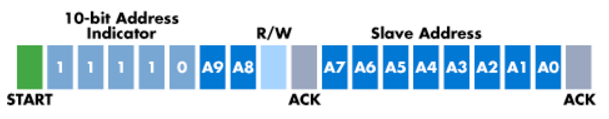 10-bit Address
Indicator R/W Slave Address
1 1 1 1 0 A9 A8 A7 A6 A5 A4 A3 A2 A1 A0
START ACK ACK